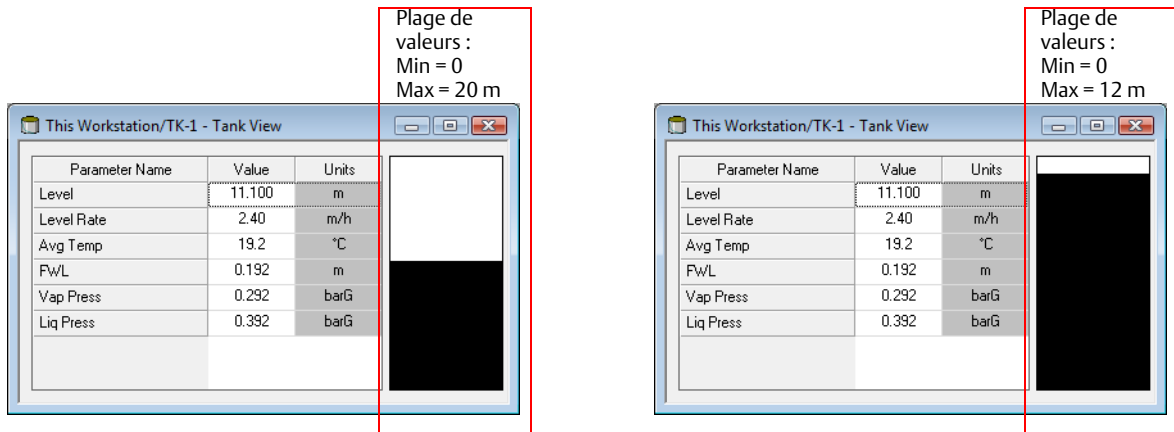 Plage de
valeurs :
Min = 0
Max = 20 m
This Workstation/TK-1 - Tank View
Parameter Name Value Units
Level 11.100 m
Level Rate 2.40 m/h
Avg Temp 19.2 °C
FWL 0.192 m
Vap Press 0.292 barG
Liq Press 0.392 barG
Plage de
valeurs :
Min = 0
Max = 12 m
This Workstation/TK-1 - Tank View
Parameter Name Value Units
Level 11.100 m
Level Rate 2.40 m/h
Avg Temp 19.2 °C
FWL 0.192 m
Vap Press 0.292 barG
Liq Press 0.392 barG